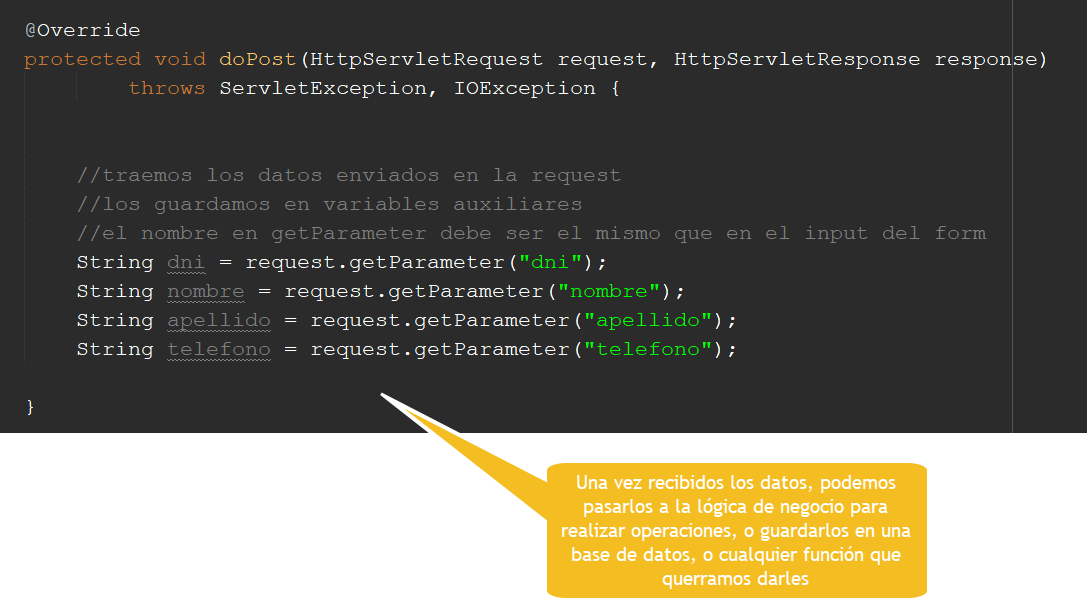 @Override
protected void doPost(HttpServletRequest request, HttpServletResponse response)
throws ServletException, IOException {
//traemos los datos enviados en la request
//los guardamos en variables auxiliares
//el nombre en getParameter debe ser el mismo que en el input del form
String dni = request.getParameter("dni");
String nombre = request.getParameter("nombre");
String apellido = request.getParameter("apellido");
String telefono = request.getParameter("telefono");
}
Una vez recibidos los datos, podemos
pasarlos a la lógica de negocio para
realizar operaciones, o guardarlos en una
base de datos, o cualquier función que
querramos darles